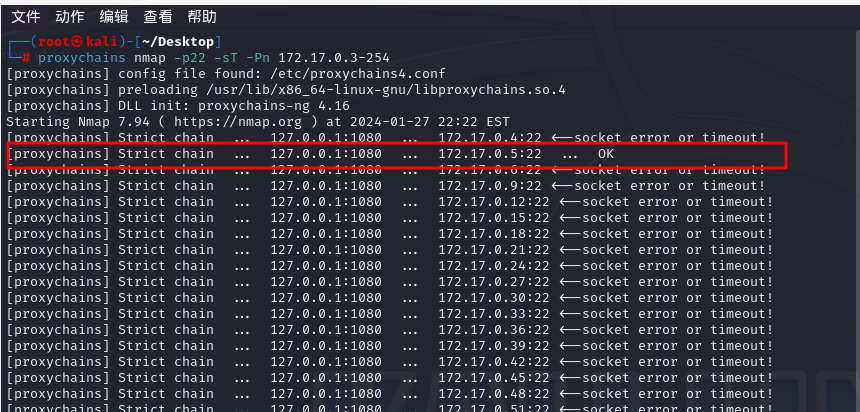 文件 动作 编辑 查看 帮助
┌──(root㉿kali)-[~/Desktop]
└─# proxychains nmap -p22 -sT -Pn 172.17.0.3-254
[proxychains] config file found: /etc/proxychains4.conf
[proxychains] preloading /usr/lib/x86_64-linux-gnu/libproxychains.so.4
[proxychains] DLL init: proxychains-ng 4.16
Starting Nmap 7.94 ( https://nmap.org ) at 2024-01-27 22:22 EST
[proxychains] Strict chain ... 127.0.0.1:1080 ... 172.17.0.4:22 <--socket error or timeout!
[proxychains] Strict chain ... 127.0.0.1:1080 ... 172.17.0.5:22 ... OK
[proxychains] Strict chain ... 127.0.0.1:1080 ... 172.17.0.6:22 <--socket error or timeout!
[proxychains] Strict chain ... 127.0.0.1:1080 ... 172.17.0.9:22 <--socket error or timeout!
[proxychains] Strict chain ... 127.0.0.1:1080 ... 172.17.0.12:22 <--socket error or timeout!
[proxychains] Strict chain ... 127.0.0.1:1080 ... 172.17.0.15:22 <--socket error or timeout!
[proxychains] Strict chain ... 127.0.0.1:1080 ... 172.17.0.18:22 <--socket error or timeout!
[proxychains] Strict chain ... 127.0.0.1:1080 ... 172.17.0.21:22 <--socket error or timeout!
[proxychains] Strict chain ... 127.0.0.1:1080 ... 172.17.0.24:22 <--socket error or timeout!
[proxychains] Strict chain ... 127.0.0.1:1080 ... 172.17.0.27:22 <--socket error or timeout!
[proxychains] Strict chain ... 127.0.0.1:1080 ... 172.17.0.30:22 <--socket error or timeout!
[proxychains] Strict chain ... 127.0.0.1:1080 ... 172.17.0.33:22 <--socket error or timeout!
[proxychains] Strict chain ... 127.0.0.1:1080 ... 172.17.0.36:22 <--socket error or timeout!
[proxychains] Strict chain ... 127.0.0.1:1080 ... 172.17.0.39:22 <--socket error or timeout!
[proxychains] Strict chain ... 127.0.0.1:1080 ... 172.17.0.42:22 <--socket error or timeout!
[proxychains] Strict chain ... 127.0.0.1:1080 ... 172.17.0.45:22 <--socket error or timeout!
[proxychains] Strict chain ... 127.0.0.1:1080 ... 172.17.0.48:22 <--socket error or timeout!
[proxychains] Strict chain ... 127.0.0.1:1080 ... 172.17.0.51:22 <--socket error or timeout!